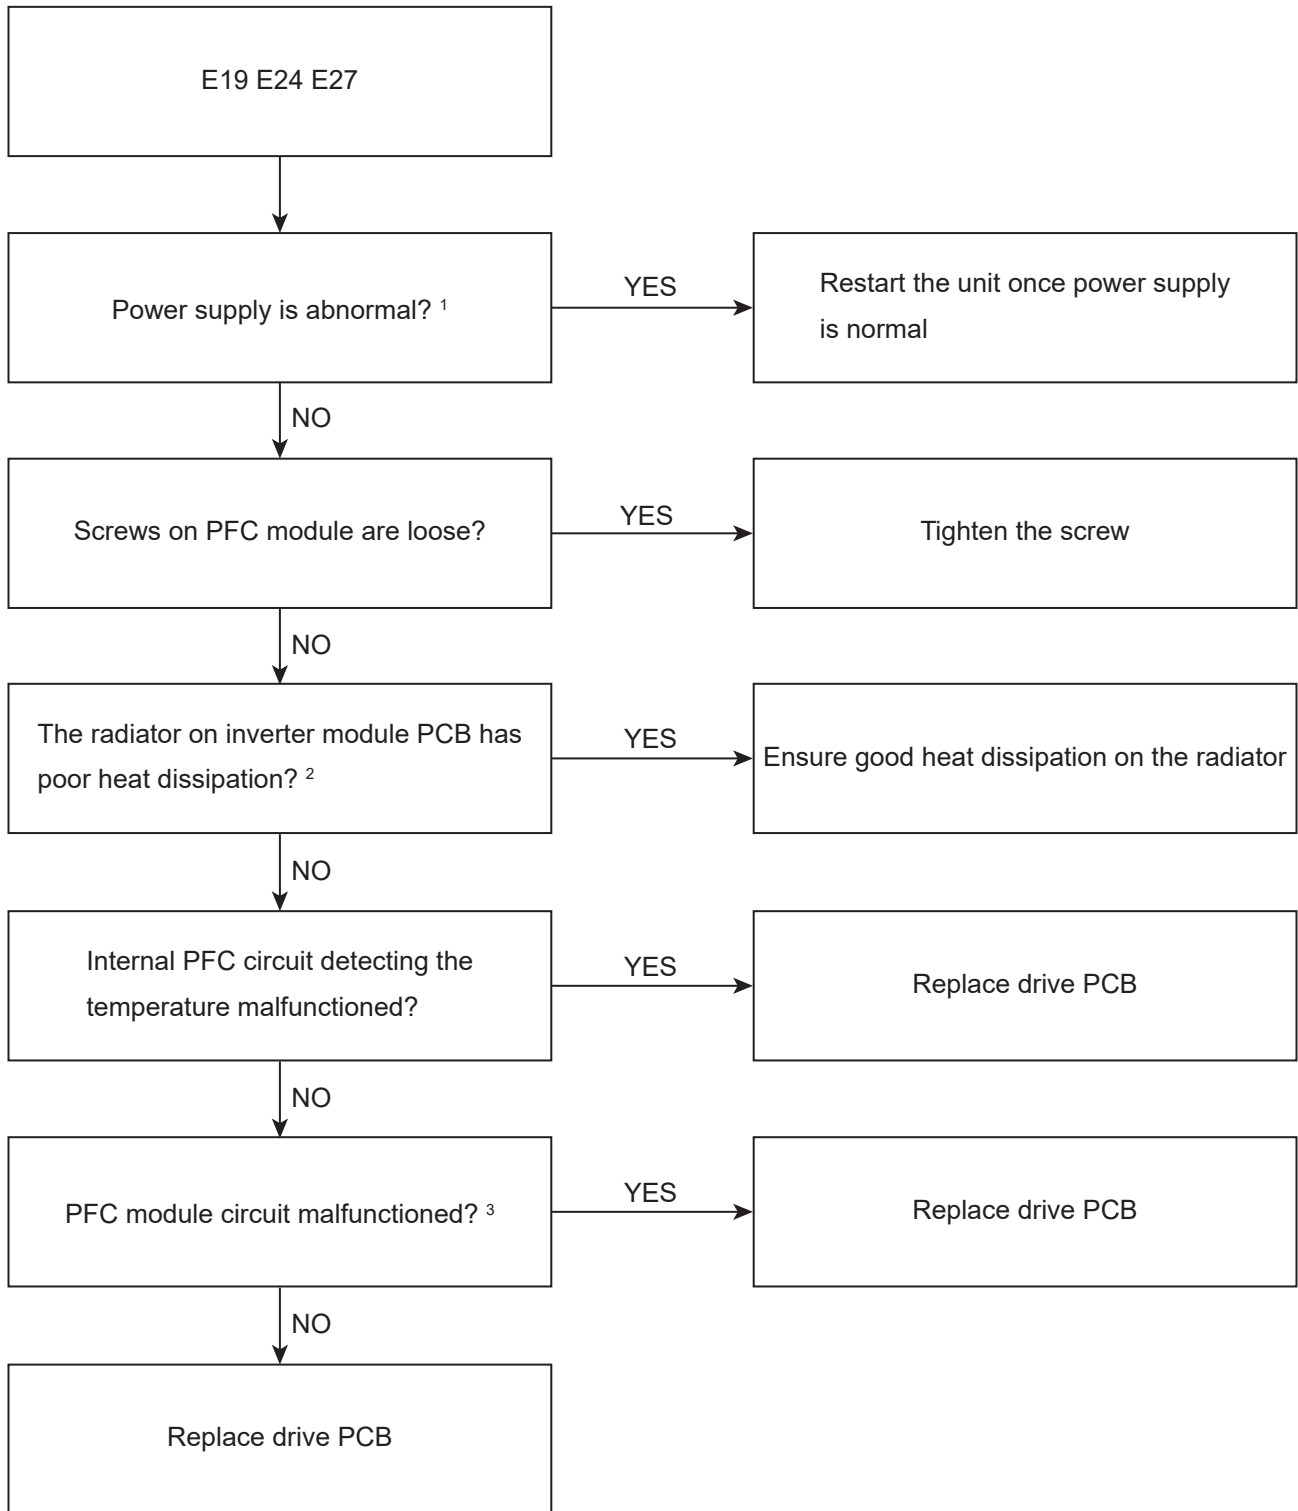 E19 E24 E27
Power supply is abnormal? 1
YES
Restart the unit once power supply
is normal
NO
Screws on PFC module are loose?
YES
Tighten the screw
NO
The radiator on inverter module PCB has
poor heat dissipation? 2
YES
Ensure good heat dissipation on the radiator
NO
Internal PFC circuit detecting the
temperature malfunctioned?
YES
Replace drive PCB
NO
PFC module circuit malfunctioned? 3
YES
Replace drive PCB
NO
Replace drive PCB